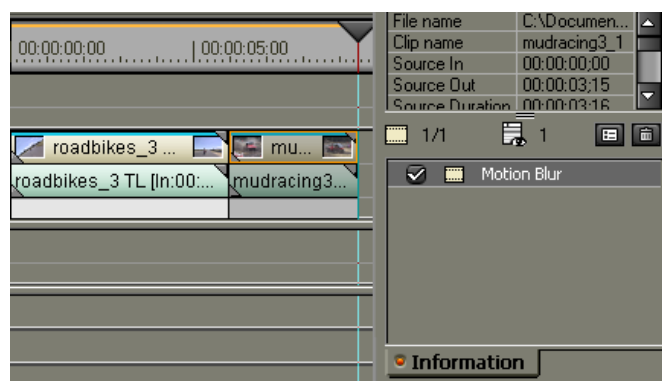 00:00:00:00 00:00:05:00
roadbikes_3 ... mu...
roadbikes_3 TL [In:00:... mudracing3...
File name C:\Documen...
Clip name mudracing3_1
Source In 00:00:00;00
Source Out 00:00:03;15
Source Duration 00:00:03:16
1/1 1
Motion Blur
Information